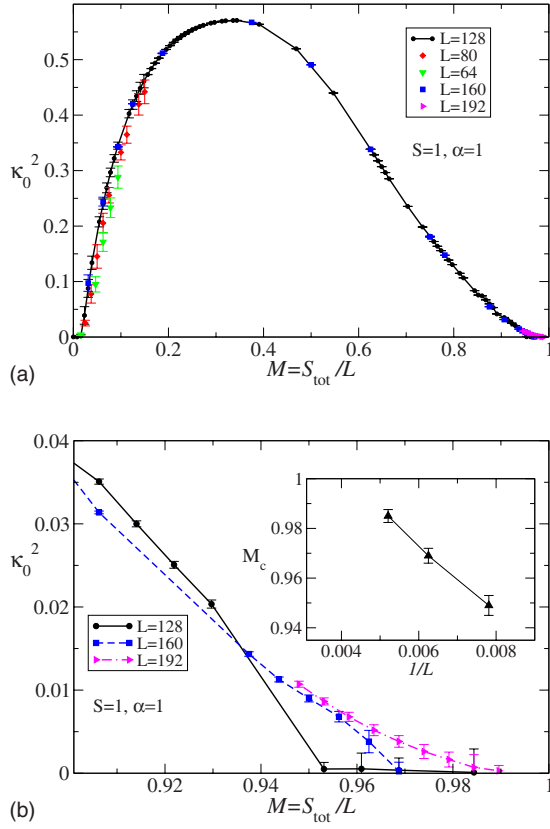 0.5
0.4
0.3
0.2
0.1
0
κ₀²
L=128
L=80
L=64
L=160
L=192
S=1, α=1
0 0.2 0.4 0.6 0.8 1
M=S_tot/L
(a)
0.04
0.03
0.02
0.01
0
κ₀²
1
0.98
0.96
0.94
M_c
0.004 0.006 0.008
1/L
L=128
L=160
L=192
S=1, α=1
0.92 0.94 0.96 0.98 1
M=S_tot/L
(b)